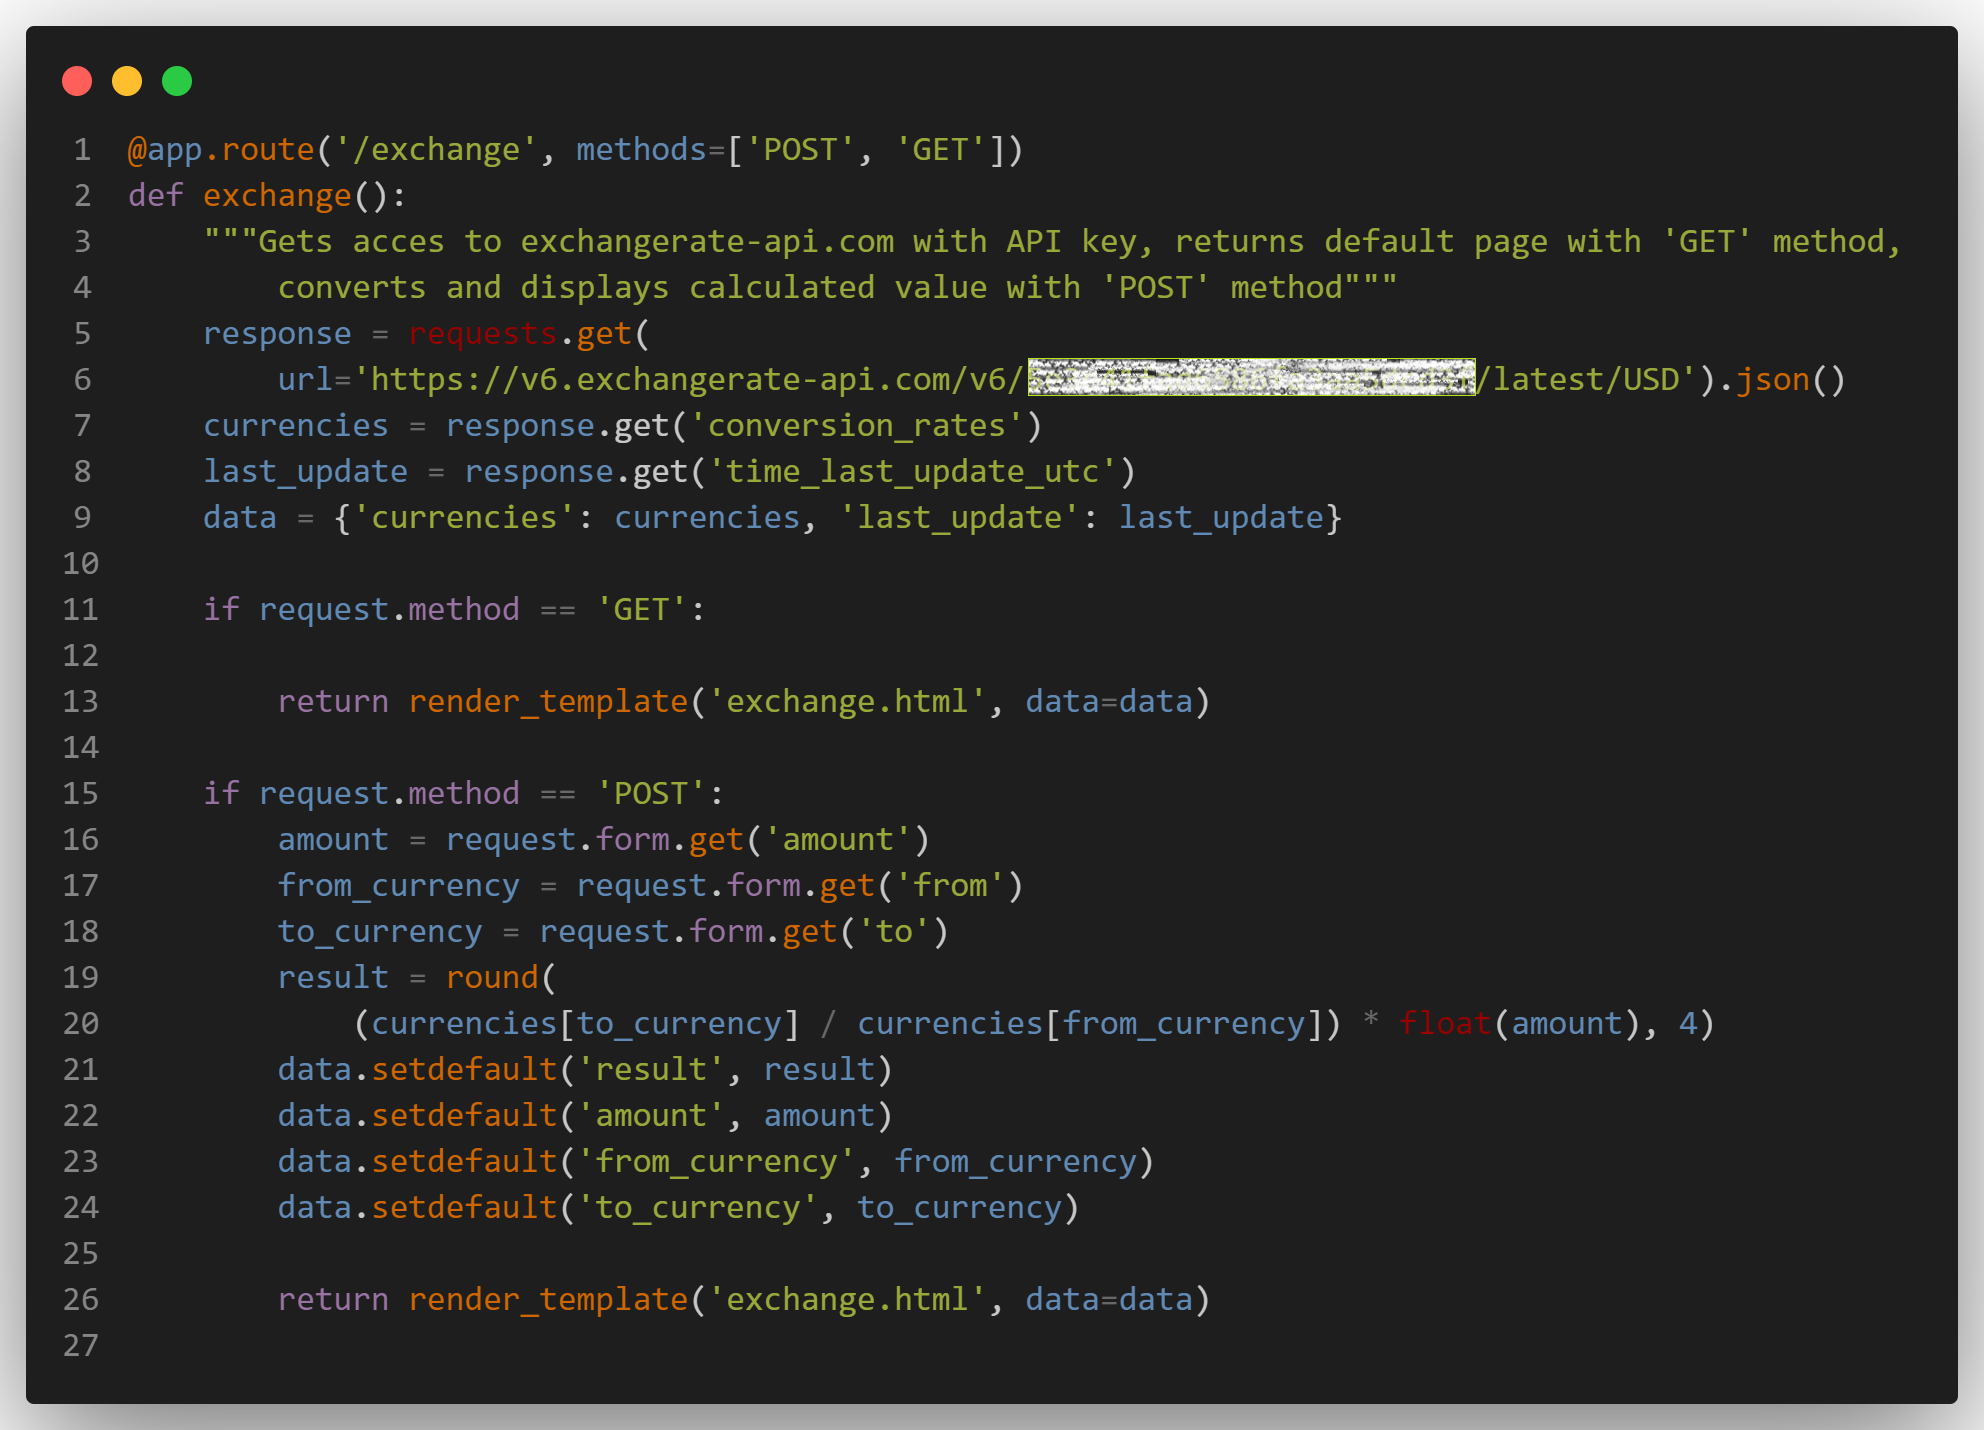 1 @app.route('/exchange', methods=['POST', 'GET'])
2 def exchange():
3     """Gets acces to exchangerate-api.com with API key, returns default page with 'GET' method,
4         converts and displays calculated value with 'POST' method"""
5     response = requests.get(
6         url='https://v6.exchangerate-api.com/v6/ /latest/USD').json()
7     currencies = response.get('conversion_rates')
8     last_update = response.get('time_last_update_utc')
9     data = {'currencies': currencies, 'last_update': last_update}
10
11     if request.method == 'GET':
12
13         return render_template('exchange.html', data=data)
14
15     if request.method == 'POST':
16         amount = request.form.get('amount')
17         from_currency = request.form.get('from')
18         to_currency = request.form.get('to')
19         result = round(
20             (currencies[to_currency] / currencies[from_currency]) * float(amount), 4)
21         data.setdefault('result', result)
22         data.setdefault('amount', amount)
23         data.setdefault('from_currency', from_currency)
24         data.setdefault('to_currency', to_currency)
25
26         return render_template('exchange.html', data=data)
27